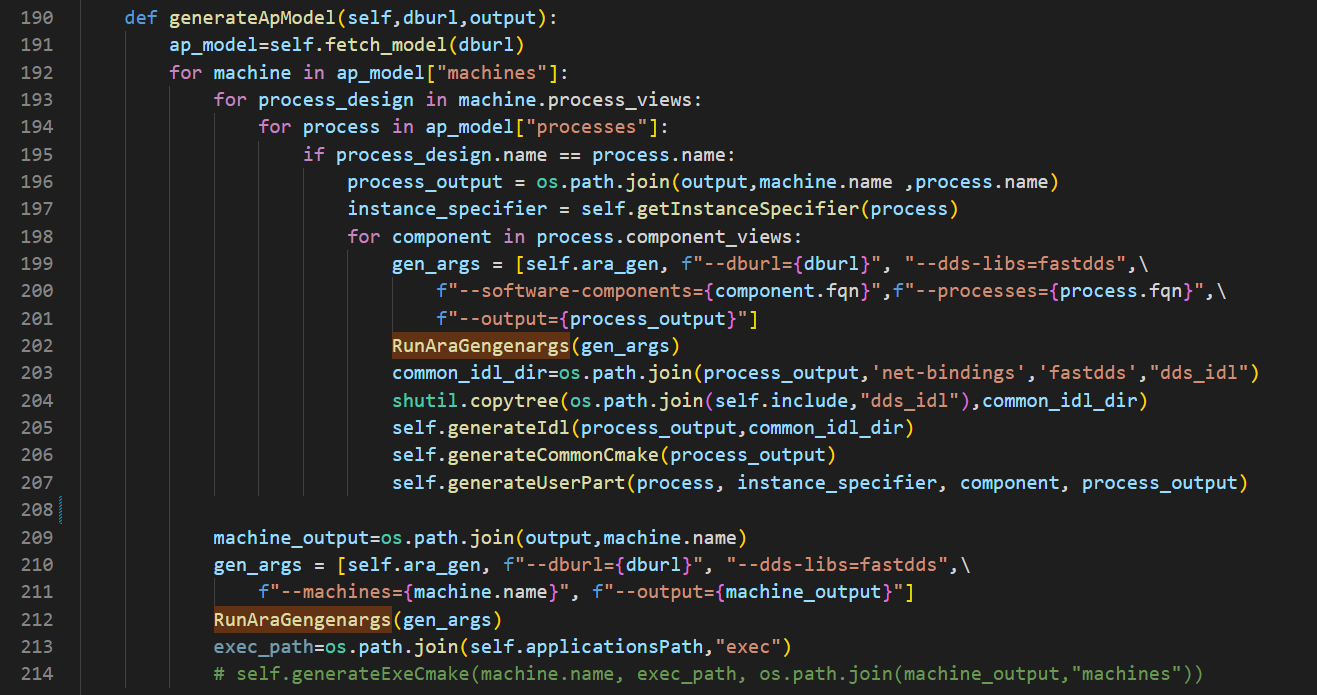 190 def generateApModel(self,dburl,output):
191 ap_model=self.fetch_model(dburl)
192 for machine in ap_model["machines"]:
193 for process_design in machine.process_views:
194 for process in ap_model["processes"]:
195 if process_design.name == process.name:
196 process_output = os.path.join(output,machine.name ,process.name)
197 instance_specifier = self.getInstanceSpecifier(process)
198 for component in process.component_views:
199 gen_args = [self.ara_gen, f"--dburl={dburl}", "--dds-libs=fastdds",\
200 f"--software-components={component.fqn}",f"--processes={process.fqn}",\
201 f"--output={process_output}"]
202 RunAraGengenargs(gen_args)
203 common_idl_dir=os.path.join(process_output,'net-bindings','fastdds',"dds_idl")
204 shutil.copytree(os.path.join(self.include,"dds_idl"),common_idl_dir)
205 self.generateIdl(process_output,common_idl_dir)
206 self.generateCommonCmake(process_output)
207 self.generateUserPart(process, instance_specifier, component, process_output)
208
209 machine_output=os.path.join(output,machine.name)
210 gen_args = [self.ara_gen, f"--dburl={dburl}", "--dds-libs=fastdds",\
211 f"--machines={machine.name}", f"--output={machine_output}"]
212 RunAraGengenargs(gen_args)
213 exec_path=os.path.join(self.applicationsPath,"exec")
214 # self.generateExeCmake(machine.name, exec_path, os.path.join(machine_output,"machines"))